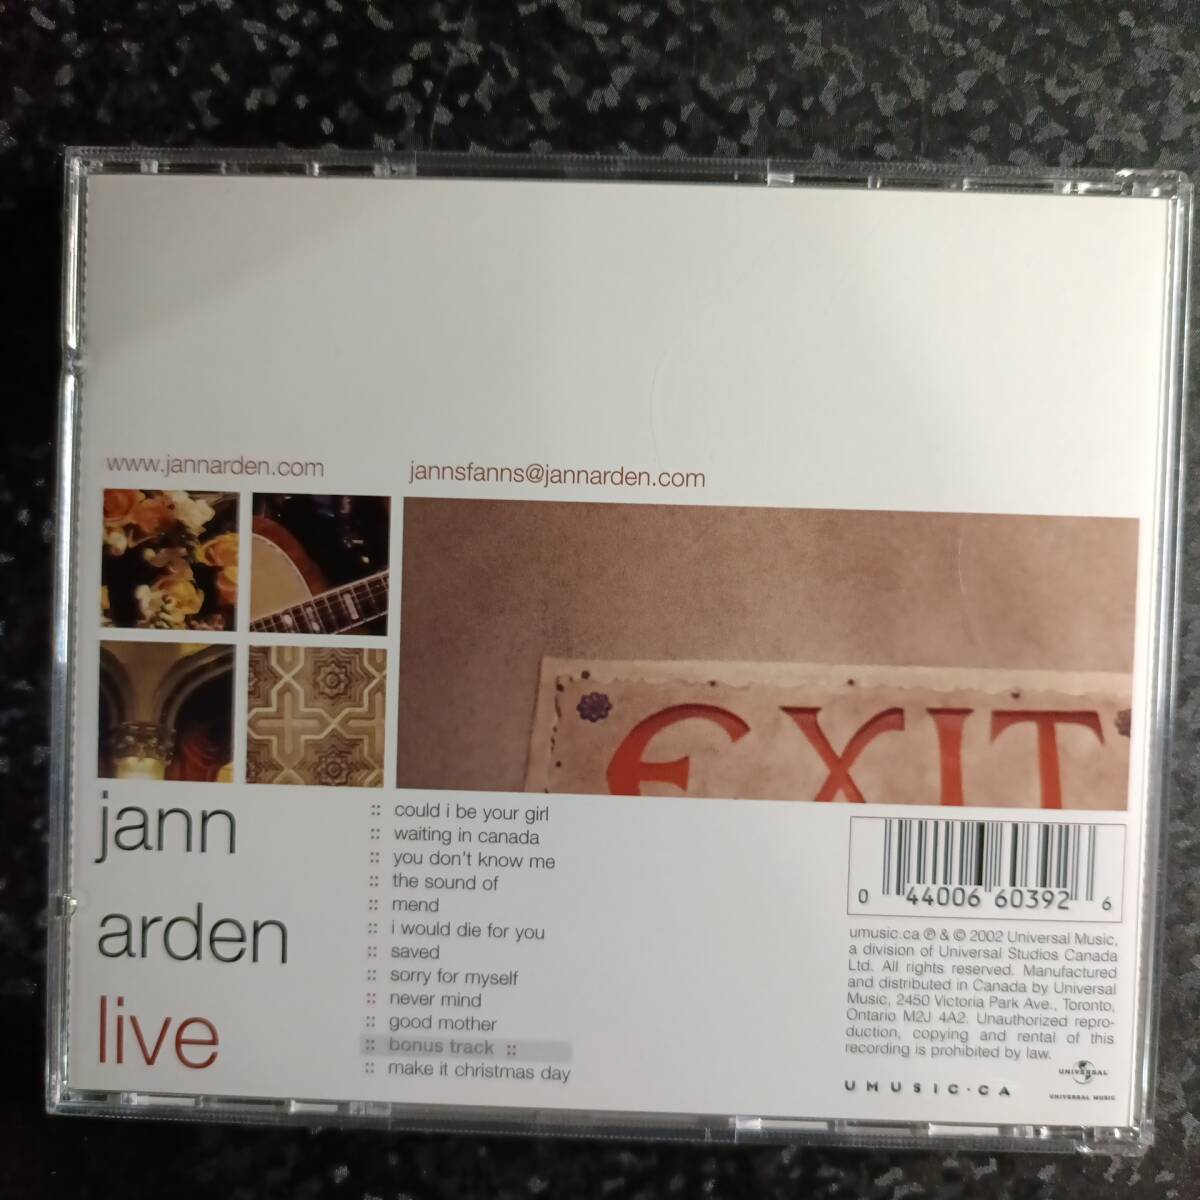 www.jannarden.com
jannsfanns@jannarden.com
EXIT
jann
arden
live
:: could i be your girl
:: waiting in canada
:: you don't know me
:: the sound of
:: mend
:: i would die for you
:: saved
:: sorry for myself
:: never mind
:: good mother
:: bonus track ::
:: make it christmas day
0 44006 60392 6
umusic.ca ℗ & © 2002 Universal Music,
a division of Universal Studios Canada
Ltd. All rights reserved. Manufactured
and distributed in Canada by Universal
Music, 2450 Victoria Park Ave., Toronto,
Ontario M2J 4A2. Unauthorized repro-
duction, copying and rental of this
recording is prohibited by law.
UMUSIC.CA
UNIVERSAL
UNIVERSAL MUSIC